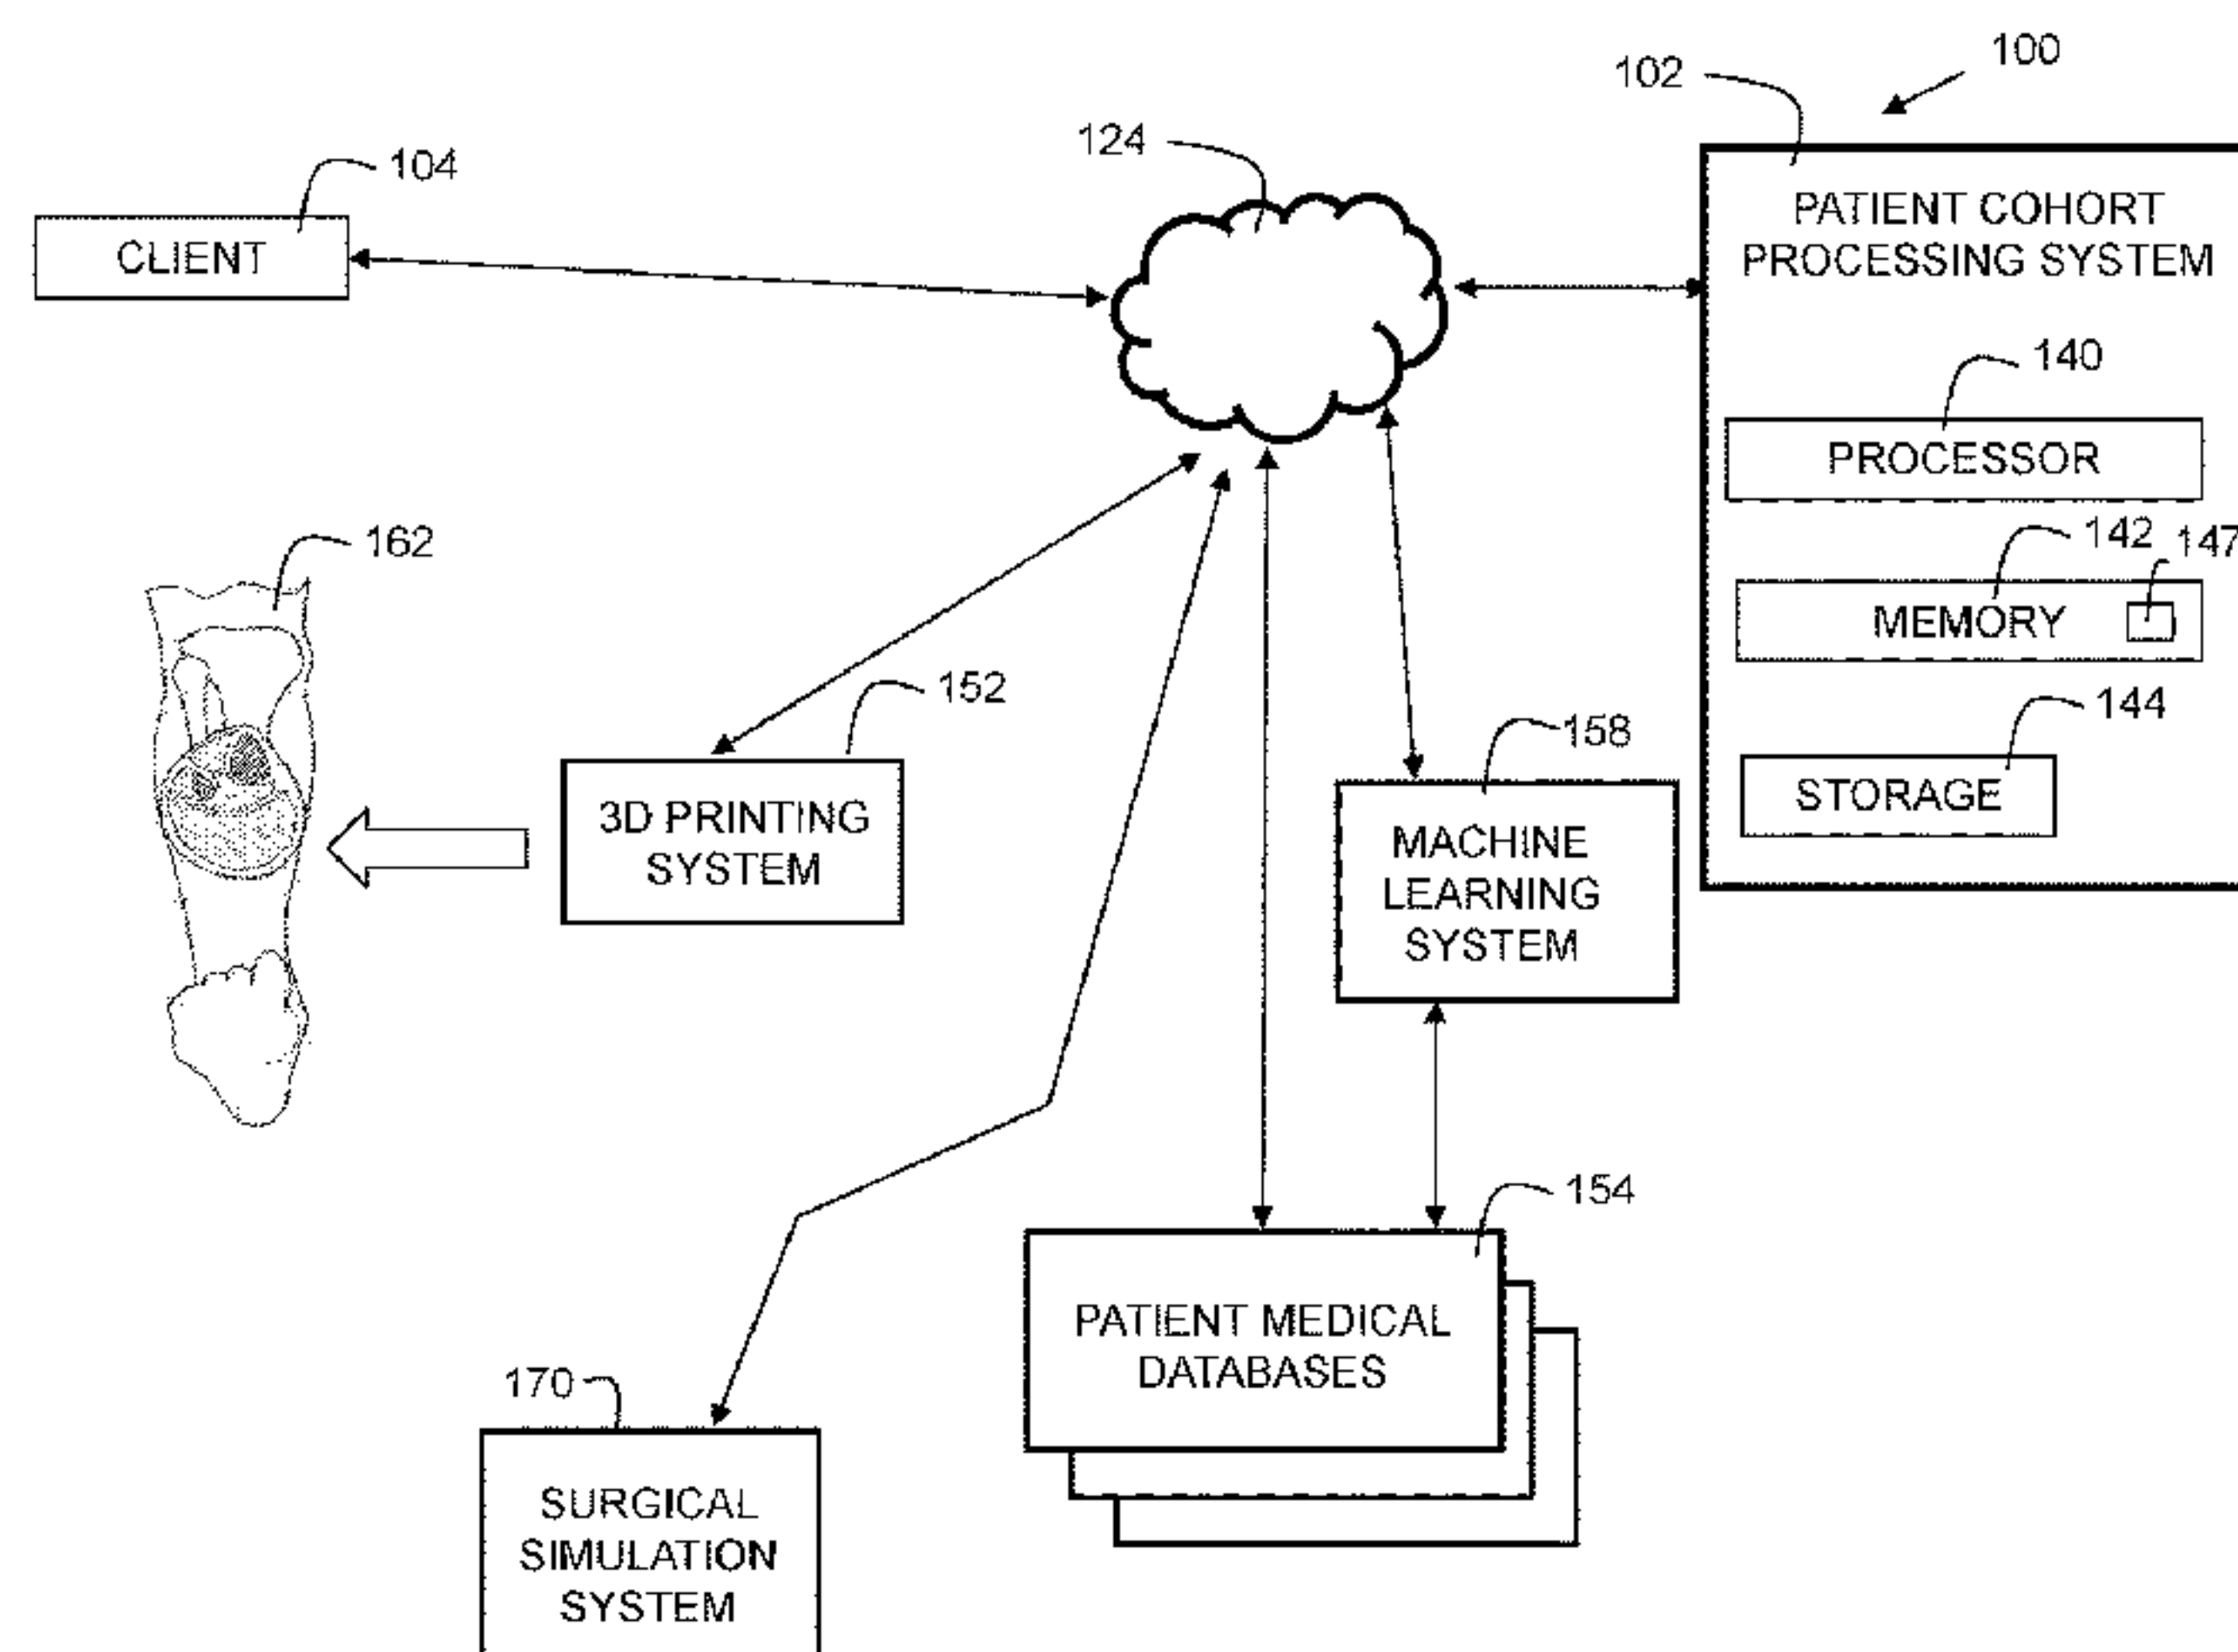 100
102
124
104
CLIENT
PATIENT COHORT
PROCESSING SYSTEM
140
PROCESSOR
142
147
MEMORY
144
STORAGE
162
152
3D PRINTING
SYSTEM
158
MACHINE
LEARNING
SYSTEM
154
PATIENT MEDICAL
DATABASES
170
SURGICAL
SIMULATION
SYSTEM